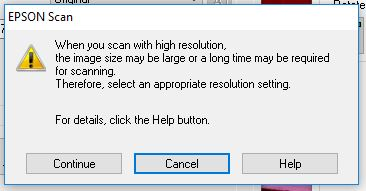 Original
EPSON Scan
When you scan with high resolution,
the image size may be large or a long time may be required
for scanning.
Therefore, select an appropriate resolution setting.
For details, click the Help button.
Continue
Cancel
Help